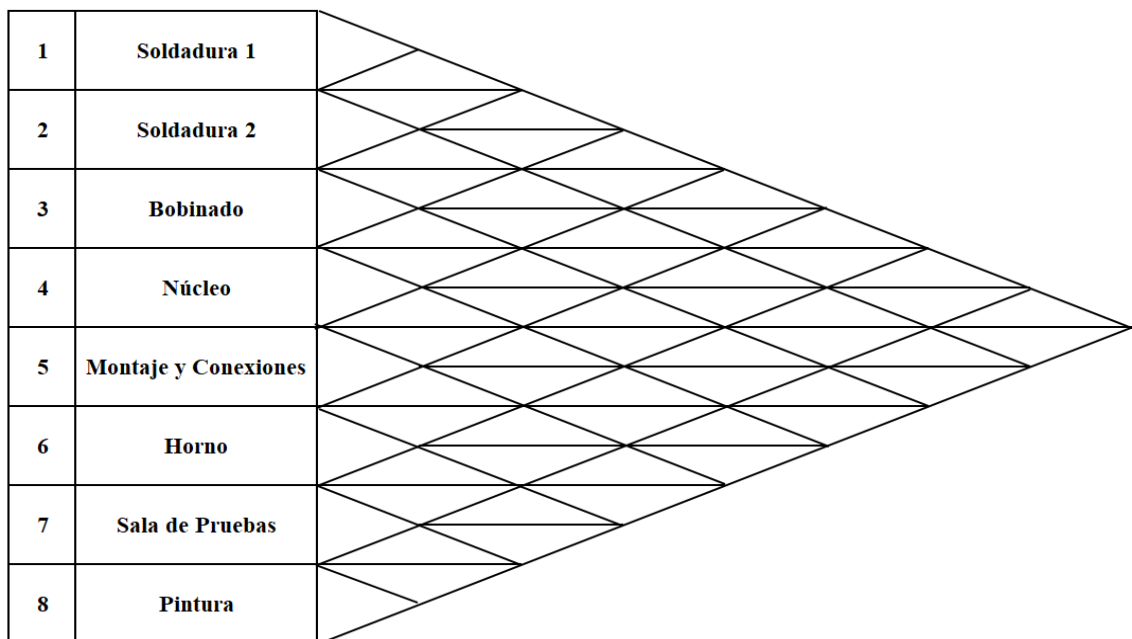 1 Soldadura 1
2 Soldadura 2
3 Bobinado
4 Núcleo
5 Montaje y Conexiones
6 Horno
7 Sala de Pruebas
8 Pintura